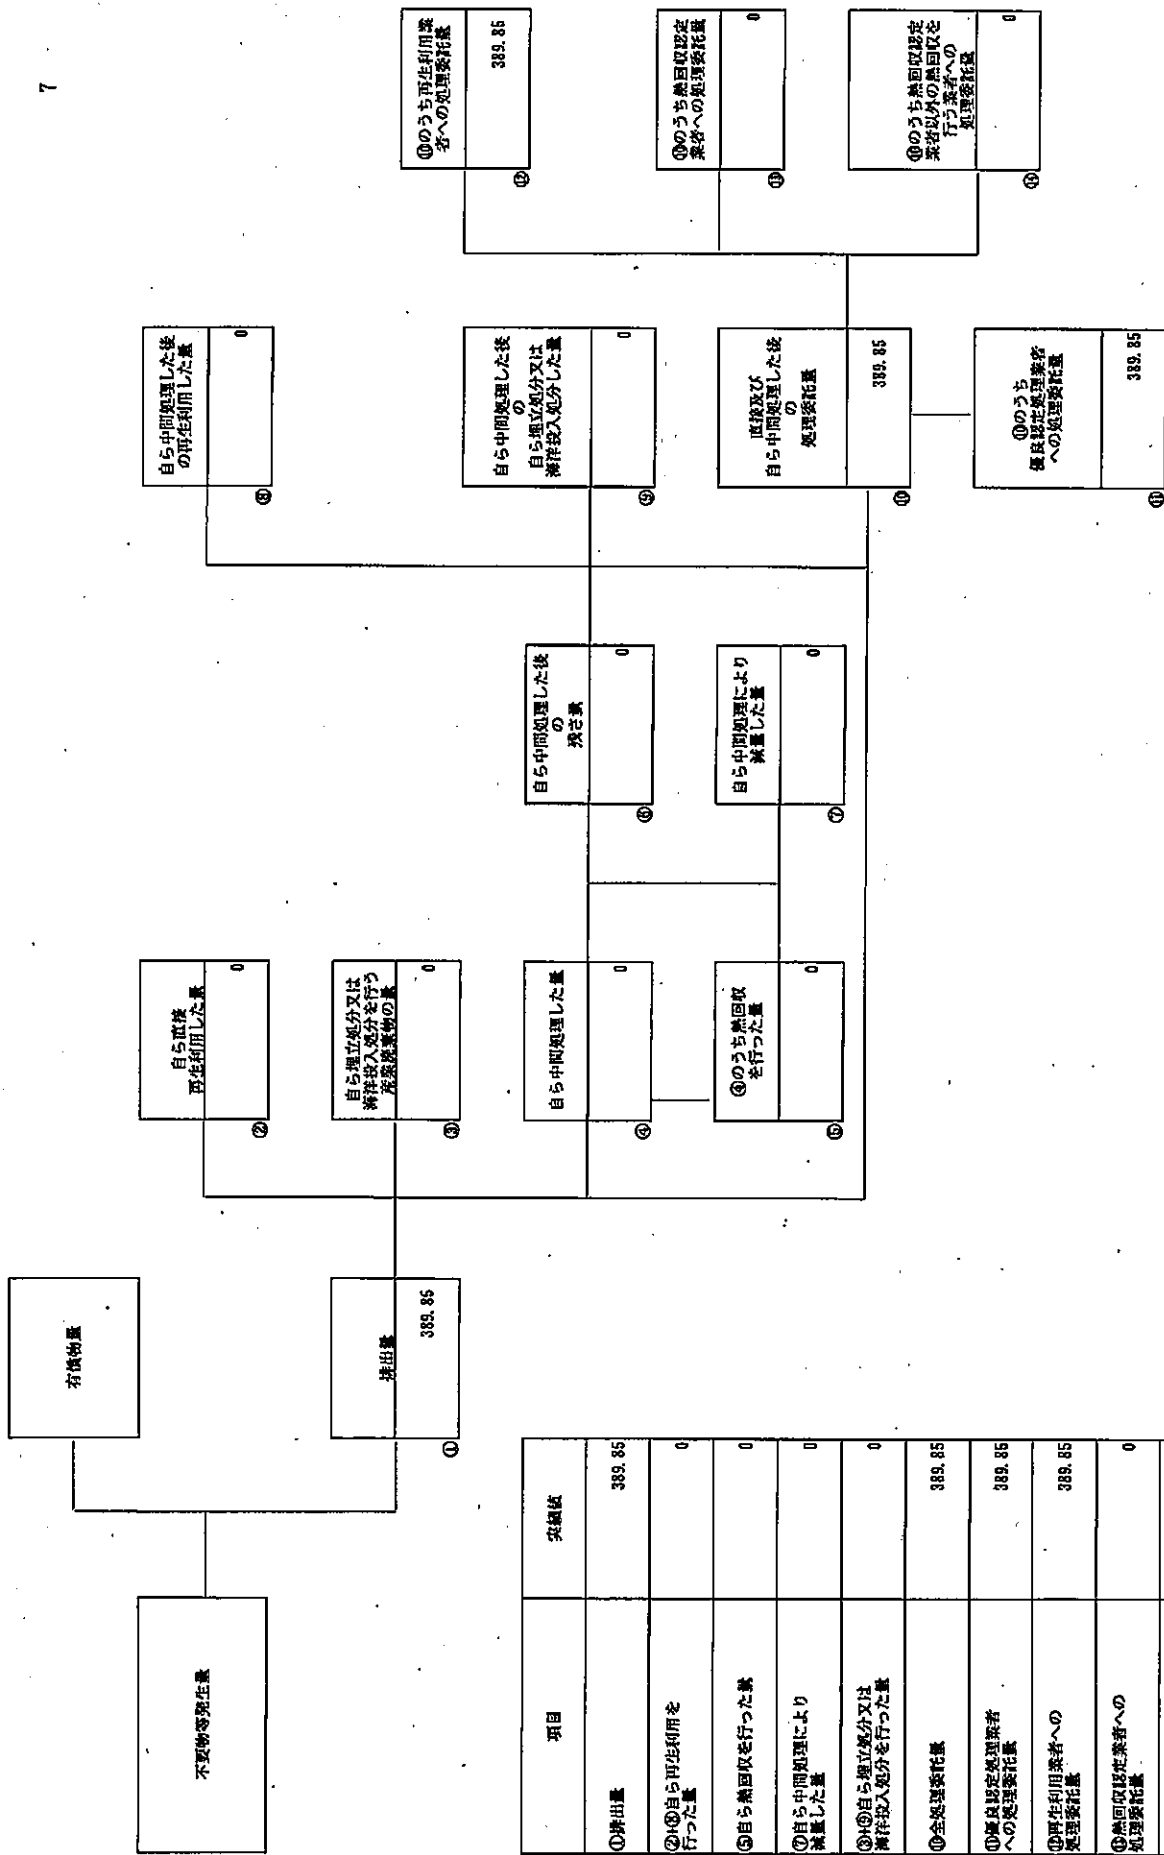 7
不要物等発生量
有償物量
排出量
389.85
①
自ら直接
再生利用した量
0
②
自ら埋立処分又は
海洋投入処分を行う
産業廃棄物の量
0
③
自ら中間処理した量
0
④
④のうち熱回収
を行った量
0
⑤
自ら中間処理した後
の
残さ量
0
⑥
自ら中間処理により
減量した量
0
⑦
自ら中間処理した後
の再生利用した量
0
⑧
自ら中間処理した後
の
自ら埋立処分又は
海洋投入処分した量
0
⑨
直接及び
自ら中間処理した後
の
処理委託量
389.85
⑩
⑩のうち
優良認定処理業者
への処理委託量
389.85
⑪
⑩のうち再生利用業
者への処理委託量
389.85
⑫
⑩のうち熱回収認定
業者への処理委託量
0
⑬
⑩のうち熱回収認定
業者以外の熱回収を
行う業者への
処理委託量
0
⑭
項目 実績値
①排出量 389.85
②+⑧自ら再生利用を
行った量 0
⑤自ら熱回収を行った量 0
⑦自ら中間処理により
減量した量 0
③+⑨自ら埋立処分又は
海洋投入処分を行った量 0
⑩全処理委託量 389.85
⑪優良認定処理業者
への処理委託量 389.85
⑫再生利用業者への
処理委託量 389.85
⑬熱回収認定業者への
処理委託量 0